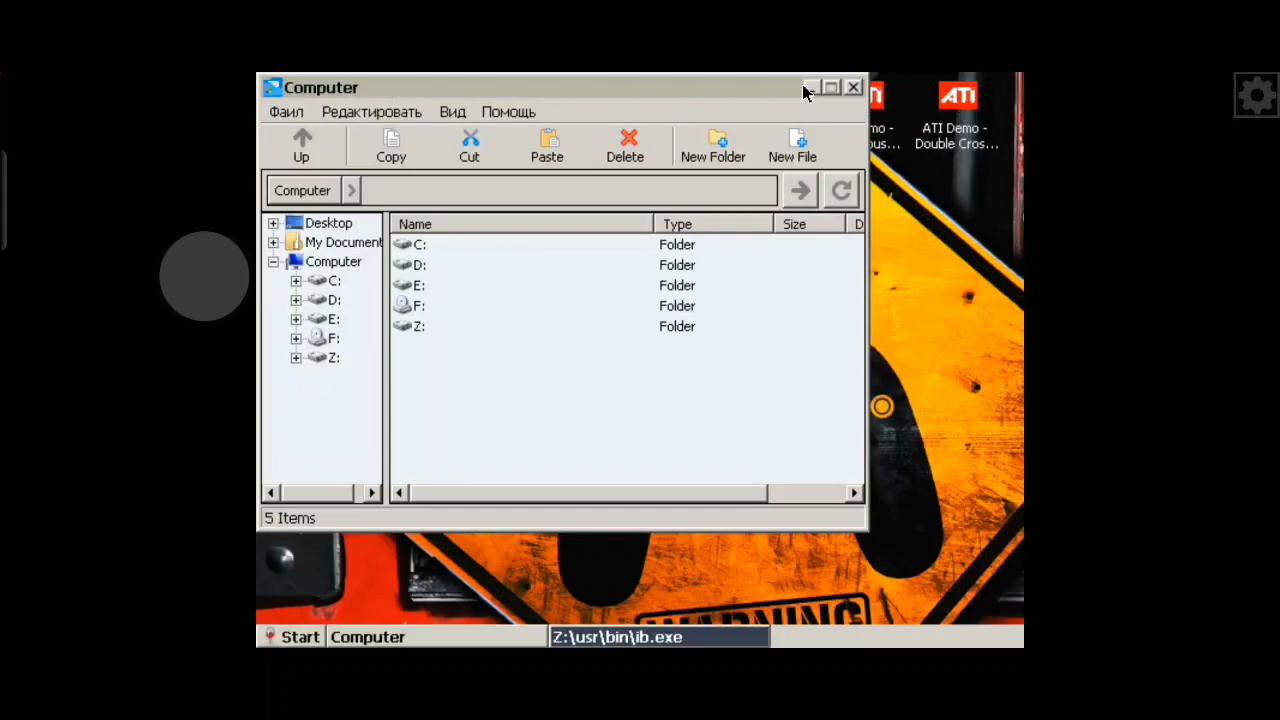 Computer
Фаил Редактировать Вид Помощь
Up Copy Cut Paste Delete New Folder New File
Computer
Desktop
My Document
Computer
C:
D:
E:
F:
Z:
Name Type Size D
C: Folder
D: Folder
E: Folder
F: Folder
Z: Folder
5 Items
ATI
ATI Demo -
Double Cros...
WARNING
Start Computer Z:\usr\bin\ib.exe